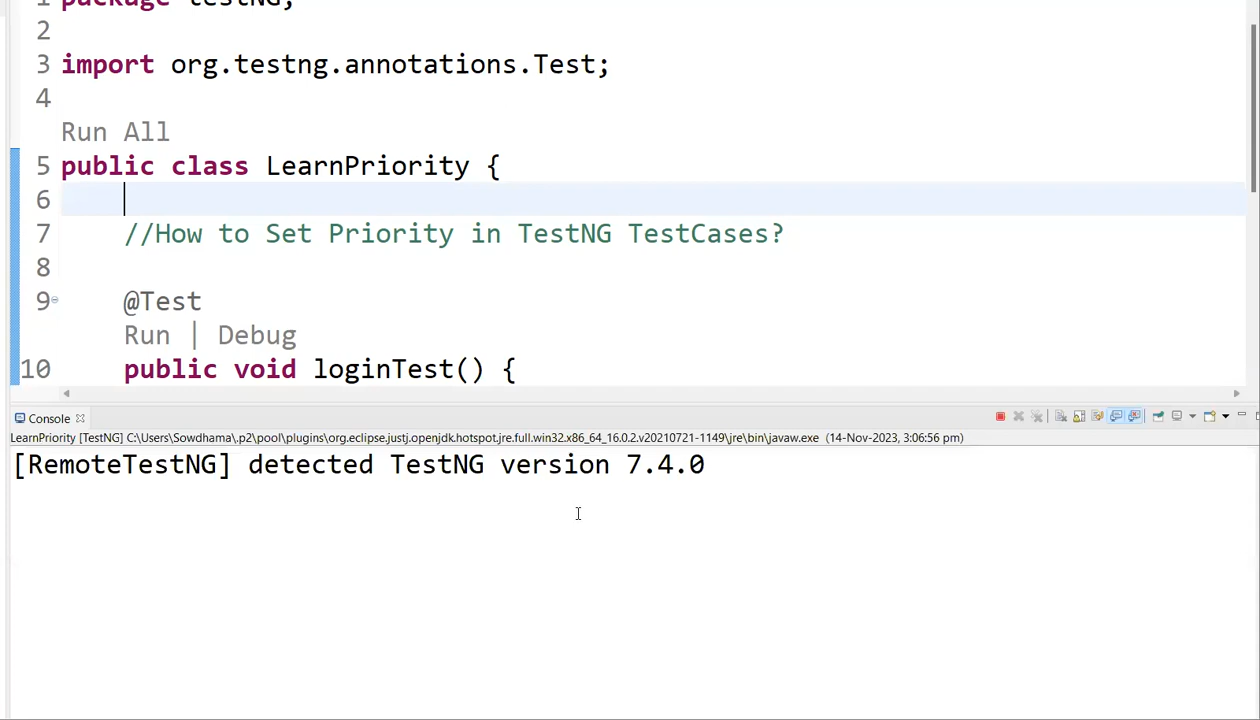 1 package testNG;
2
3 import org.testng.annotations.Test;
4
Run All
5 public class LearnPriority {
6
7 //How to Set Priority in TestNG TestCases?
8
9 @Test
Run | Debug
10 public void loginTest() {
Console
LearnPriority [TestNG] C:\Users\Sowdhama\.p2\pool\plugins\org.eclipse.justj.openjdk.hotspot.jre.full.win32.x86_64_16.0.2.v20210721-1149\jre\bin\javaw.exe (14-Nov-2023, 3:06:56 pm)
[RemoteTestNG] detected TestNG version 7.4.0